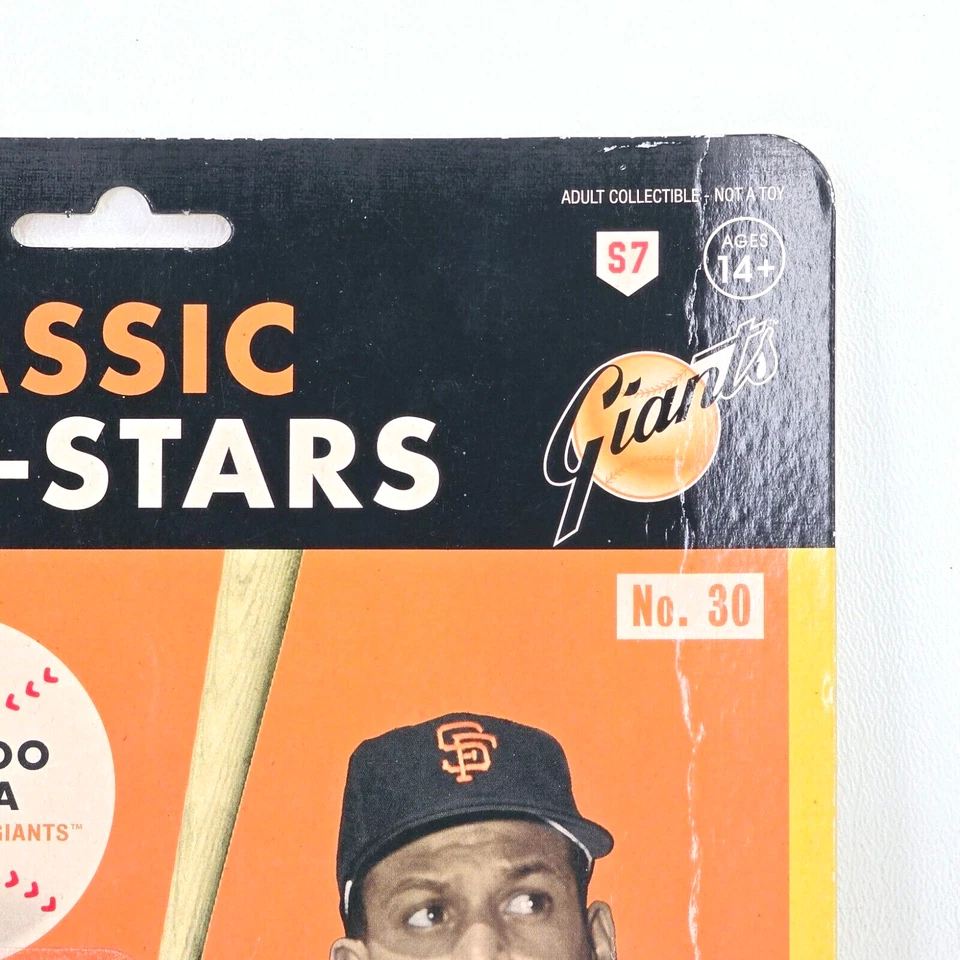 ADULT COLLECTIBLE - NOT A TOY
S7
AGES
14+
ASSIC
Giants
-STARS
No. 30
SF
DO
A
GIANTS™